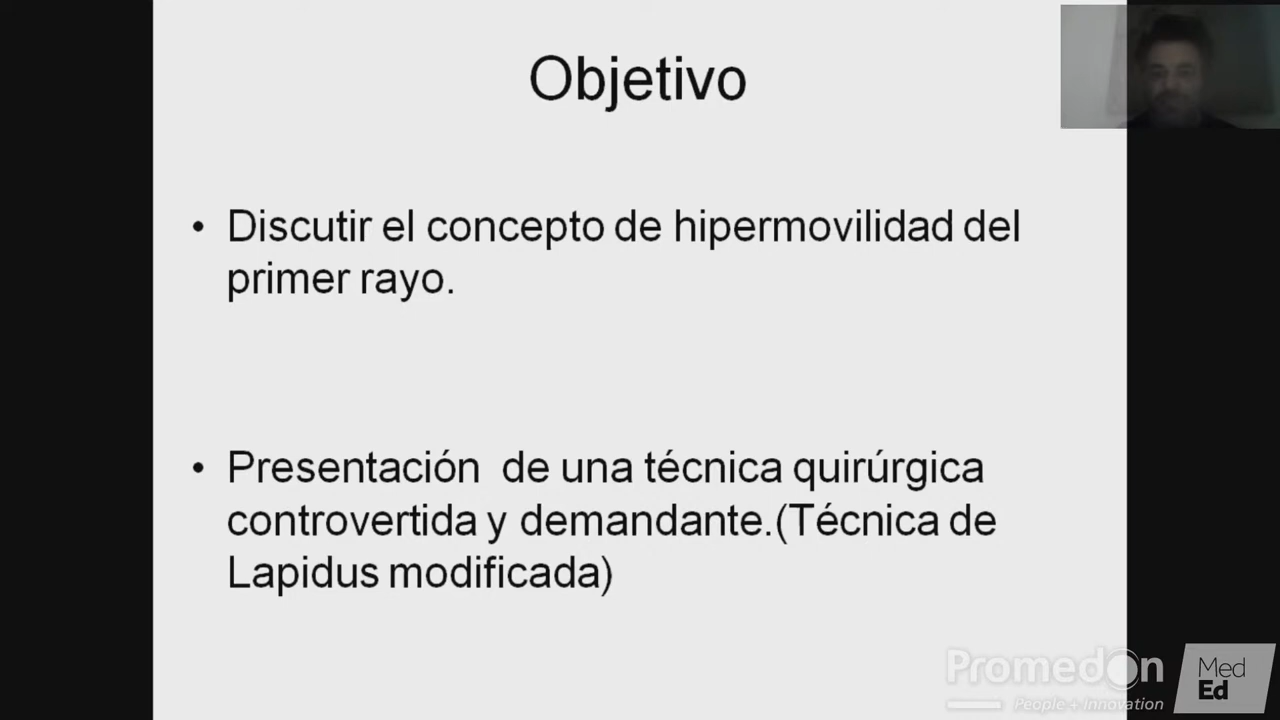 Objetivo
• Discutir el concepto de hipermovilidad del
primer rayo.
• Presentación  de una técnica quirúrgica
controvertida y demandante.(Técnica de
Lapidus modificada)
Promedon
People + Innovation
Med
Ed